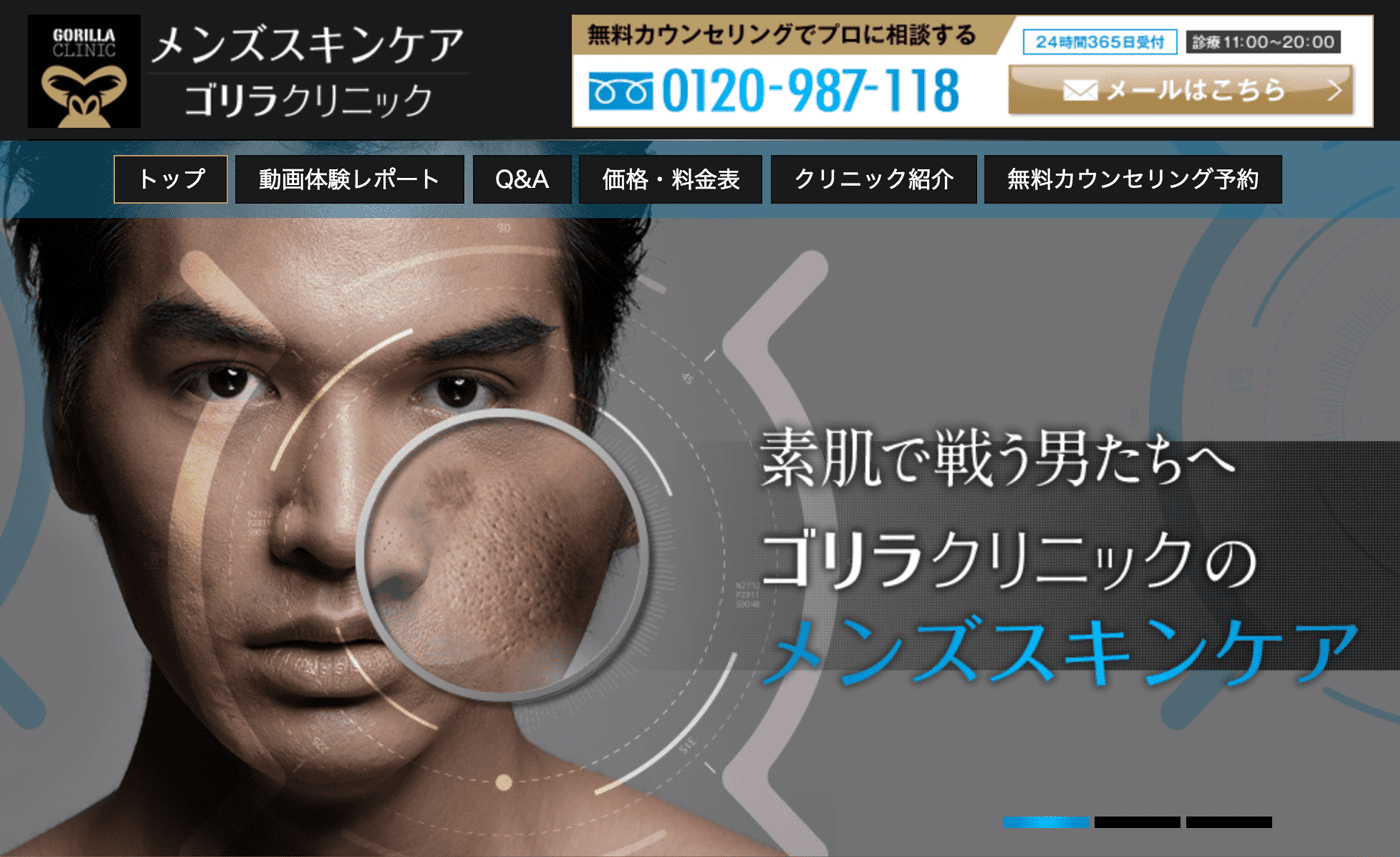 GORILLA
CLINIC
メンズスキンケア
ゴリラクリニック
無料カウンセリングでプロに相談する
0120-987-118
24時間365日受付
診療11:00〜20:00
メールはこちら
トップ
動画体験レポート
Q&A
価格・料金表
クリニック紹介
無料カウンセリング予約
90
45
素肌で戦う男たちへ
ゴリラクリニックの
メンズスキンケア
315